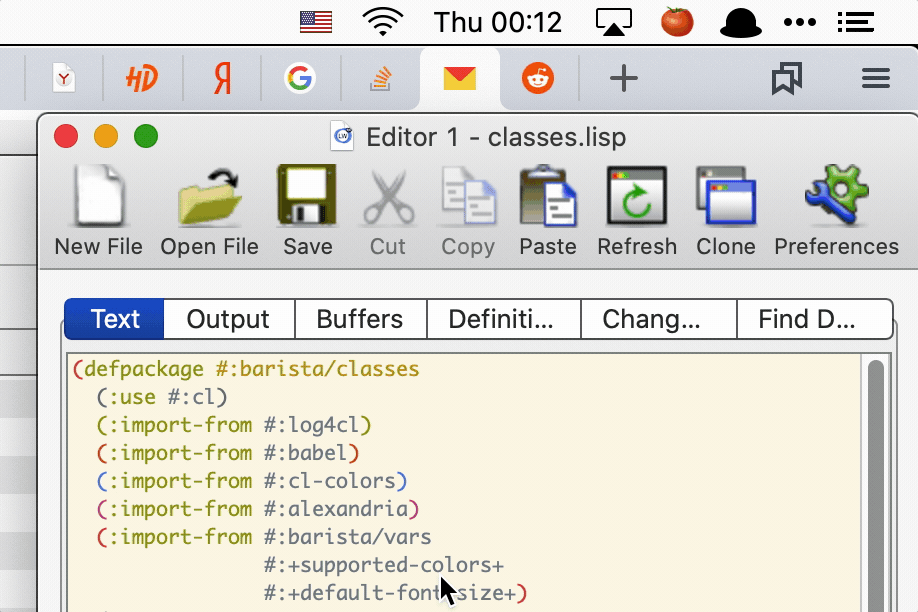 Thu 00:12
Editor 1 - classes.lisp
New File Open File Save Cut Copy Paste Refresh Clone Preferences
Text Output Buffers Definiti... Chang... Find D...
(defpackage #:barista/classes
(:use #:cl)
(:import-from #:log4cl)
(:import-from #:babel)
(:import-from #:cl-colors)
(:import-from #:alexandria)
(:import-from #:barista/vars
#:+supported-colors+
#:+default-font-size+)